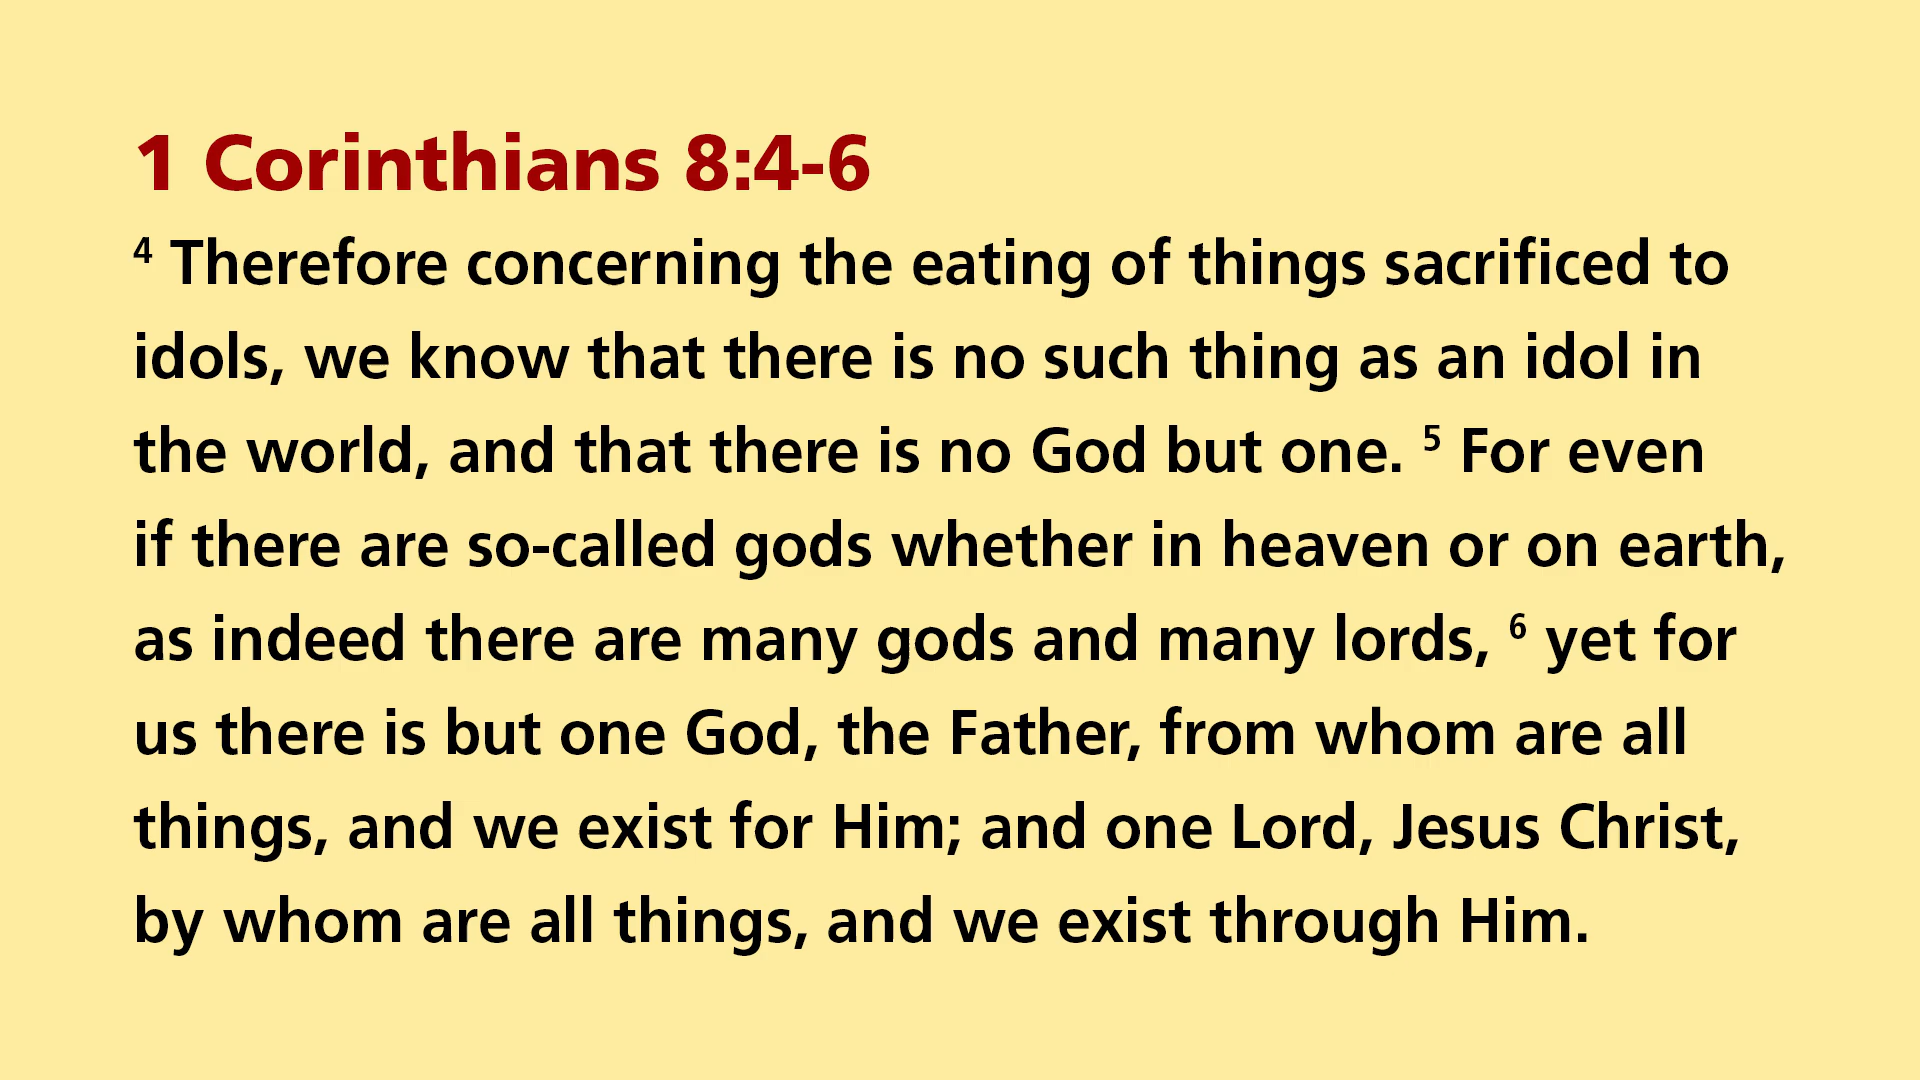 1 Corinthians 8:4-6
4 Therefore concerning the eating of things sacrificed to
idols, we know that there is no such thing as an idol in
the world, and that there is no God but one. 5 For even
if there are so-called gods whether in heaven or on earth,
as indeed there are many gods and many lords, 6 yet for
us there is but one God, the Father, from whom are all
things, and we exist for Him; and one Lord, Jesus Christ,
by whom are all things, and we exist through Him.